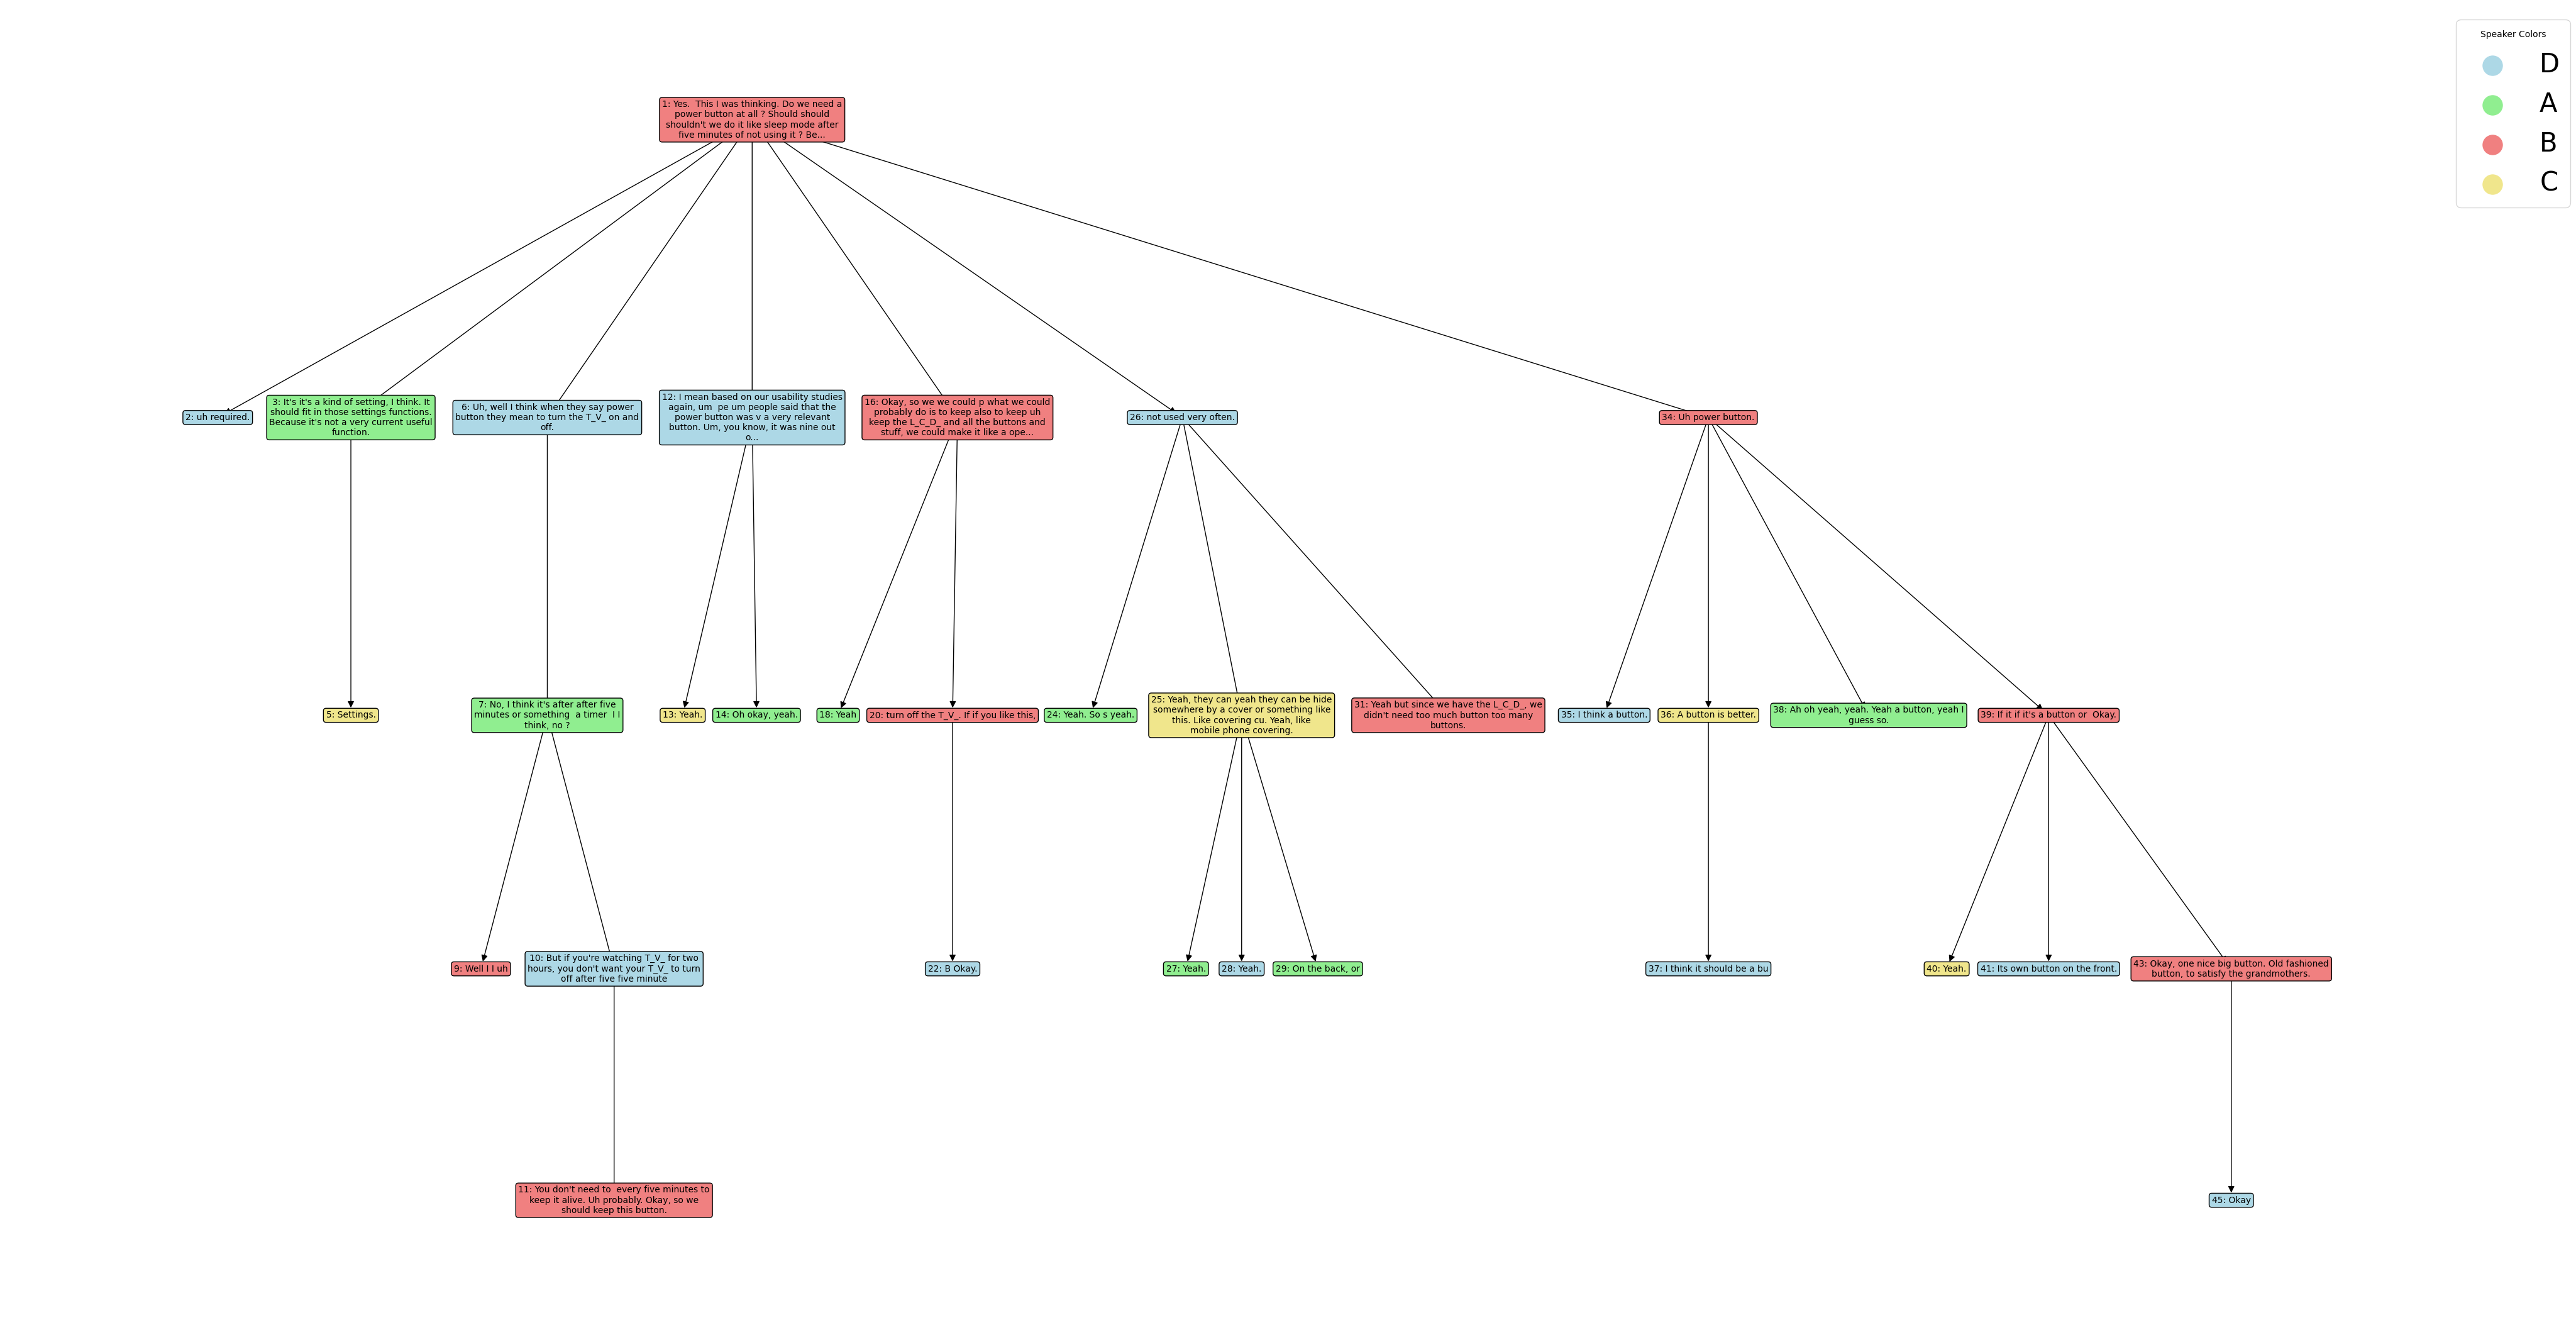 Speaker Colors
D
A
B
C
1: Yes.  This I was thinking. Do we need a
power button at all ? Should should
shouldn't we do it like sleep mode after
five minutes of not using it ? Be...
2: uh required.
3: It's it's a kind of setting, I think. It
should fit in those settings functions.
Because it's not a very current useful
function.
6: Uh, well I think when they say power
button they mean to turn the T_V_ on and
off.
12: I mean based on our usability studies
again, um  pe um people said that the
power button was v a very relevant
button. Um, you know, it was nine out
o...
16: Okay, so we we could p what we could
probably do is to keep also to keep uh
keep the L_C_D_ and all the buttons and
stuff, we could make it like a ope...
26: not used very often.
34: Uh power button.
5: Settings.
7: No, I think it's after after five
minutes or something  a timer  I I
think, no ?
13: Yeah.
14: Oh okay, yeah.
18: Yeah
20: turn off the T_V_. If if you like this,
24: Yeah. So s yeah.
25: Yeah, they can yeah they can be hide
somewhere by a cover or something like
this. Like covering cu. Yeah, like
mobile phone covering.
31: Yeah but since we have the L_C_D_, we
didn't need too much button too many
buttons.
35: I think a button.
36: A button is better.
38: Ah oh yeah, yeah. Yeah a button, yeah I
guess so.
39: If it if it's a button or  Okay.
9: Well I I uh
10: But if you're watching T_V_ for two
hours, you don't want your T_V_ to turn
off after five five minute
22: B Okay.
27: Yeah.
28: Yeah.
29: On the back, or
37: I think it should be a bu
40: Yeah.
41: Its own button on the front.
43: Okay, one nice big button. Old fashioned
button, to satisfy the grandmothers.
11: You don't need to  every five minutes to
keep it alive. Uh probably. Okay, so we
should keep this button.
45: Okay